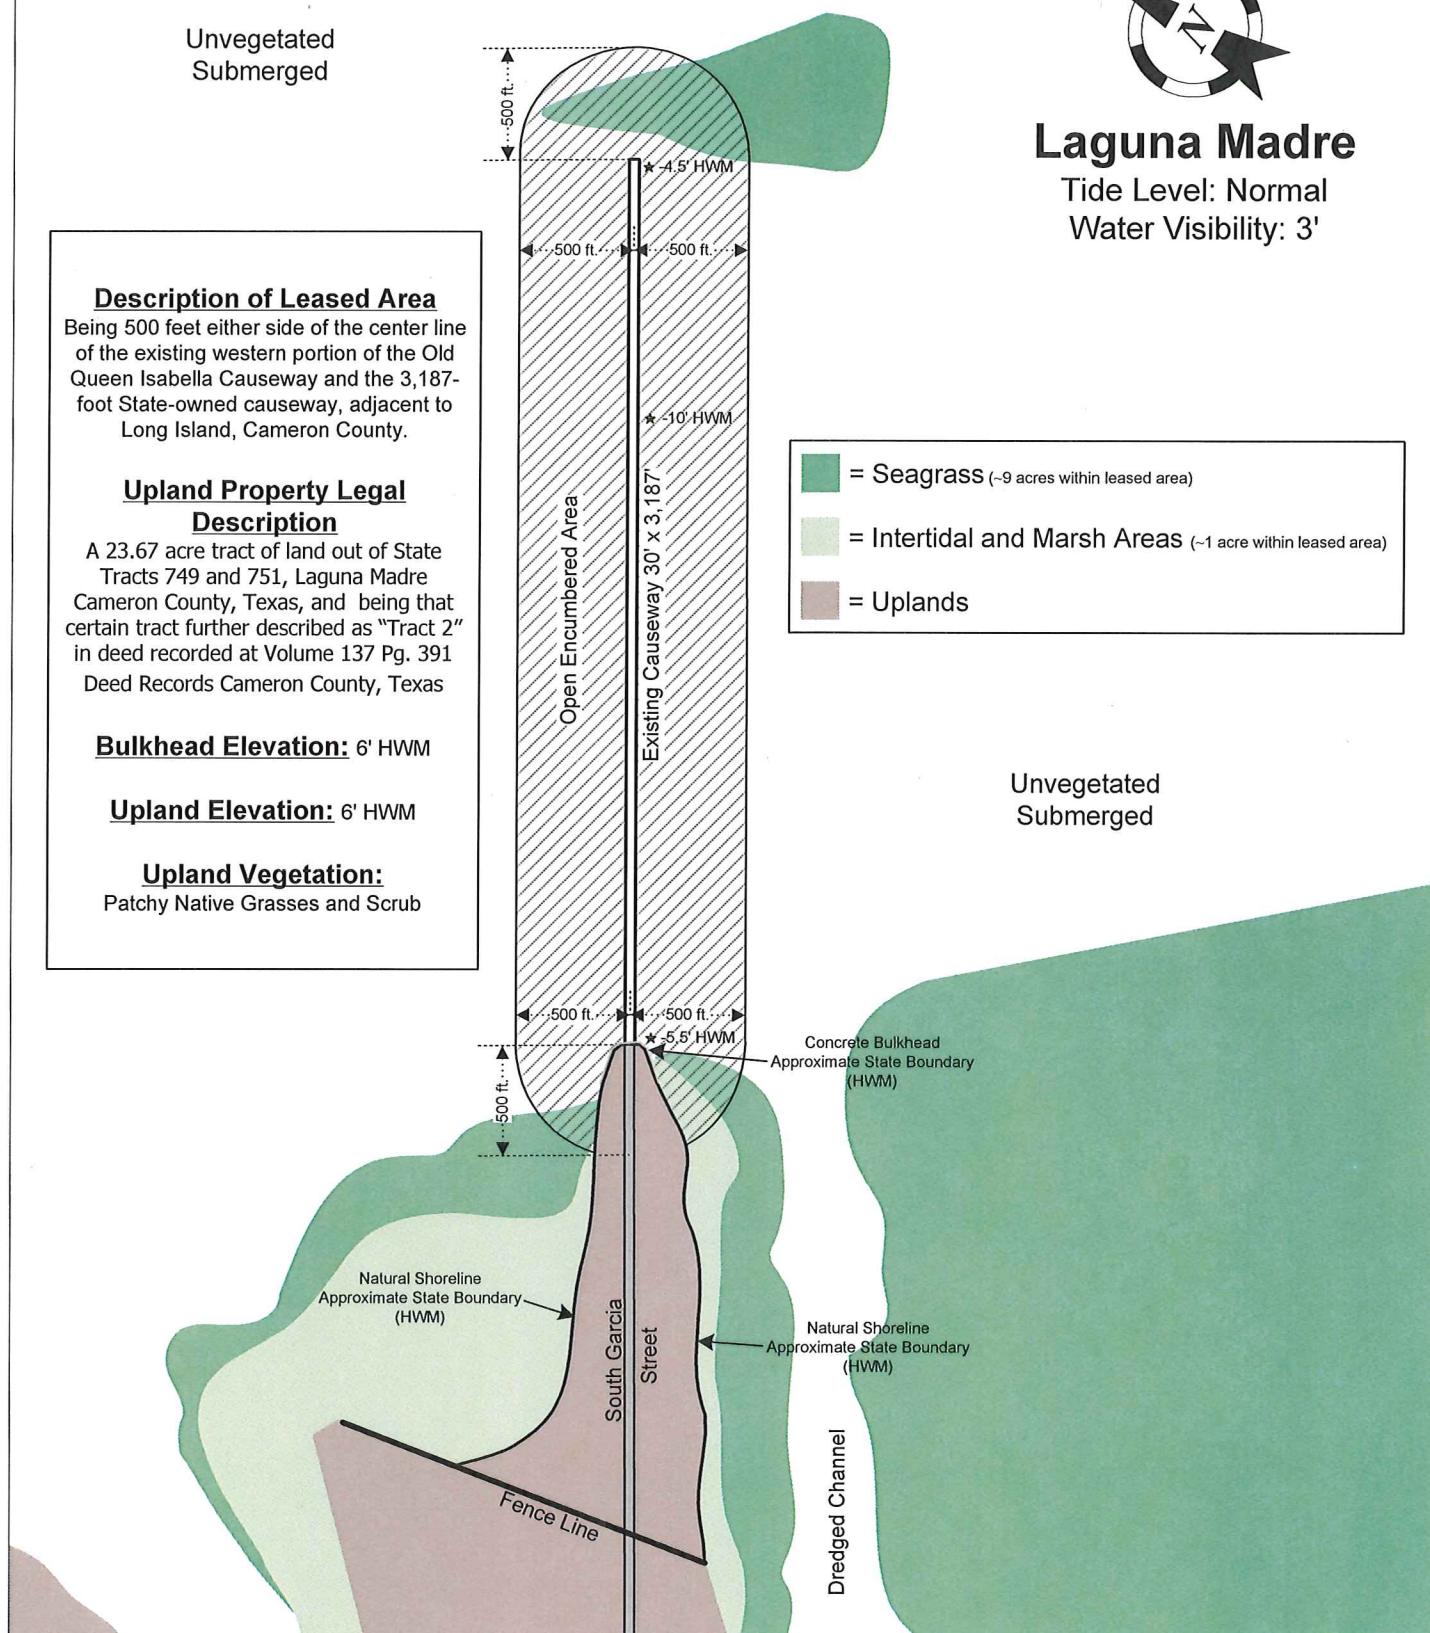 Unvegetated
Submerged
N
Laguna Madre
Tide Level: Normal
Water Visibility: 3'
500 ft.
-4.5' HWM
500 ft.
500 ft.
Description of Leased Area
Being 500 feet either side of the center line
of the existing western portion of the Old
Queen Isabella Causeway and the 3,187-
foot State-owned causeway, adjacent to
Long Island, Cameron County.
Upland Property Legal
Description
A 23.67 acre tract of land out of State
Tracts 749 and 751, Laguna Madre
Cameron County, Texas, and being that
certain tract further described as “Tract 2”
in deed recorded at Volume 137 Pg. 391
Deed Records Cameron County, Texas
Bulkhead Elevation: 6' HWM
Upland Elevation: 6' HWM
Upland Vegetation:
Patchy Native Grasses and Scrub
-10' HWM
Open Encumbered Area
Existing Causeway 30' x 3,187'
= Seagrass (~9 acres within leased area)
= Intertidal and Marsh Areas (~1 acre within leased area)
= Uplands
Unvegetated
Submerged
500 ft.
500 ft.
-5.5' HWM
500 ft.
Concrete Bulkhead
Approximate State Boundary
(HWM)
Natural Shoreline
Approximate State Boundary
(HWM)
South Garcia
Street
Natural Shoreline
Approximate State Boundary
(HWM)
Fence Line
Dredged Channel